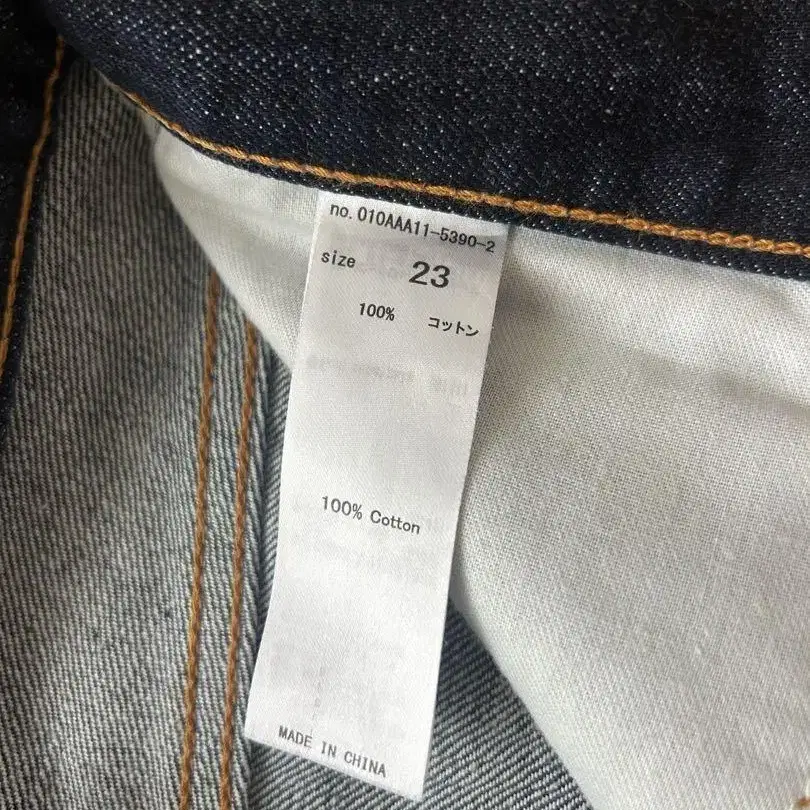 no. 010AAA11-5390-2
size 23
100% コットン
100% Cotton
MADE IN CHINA